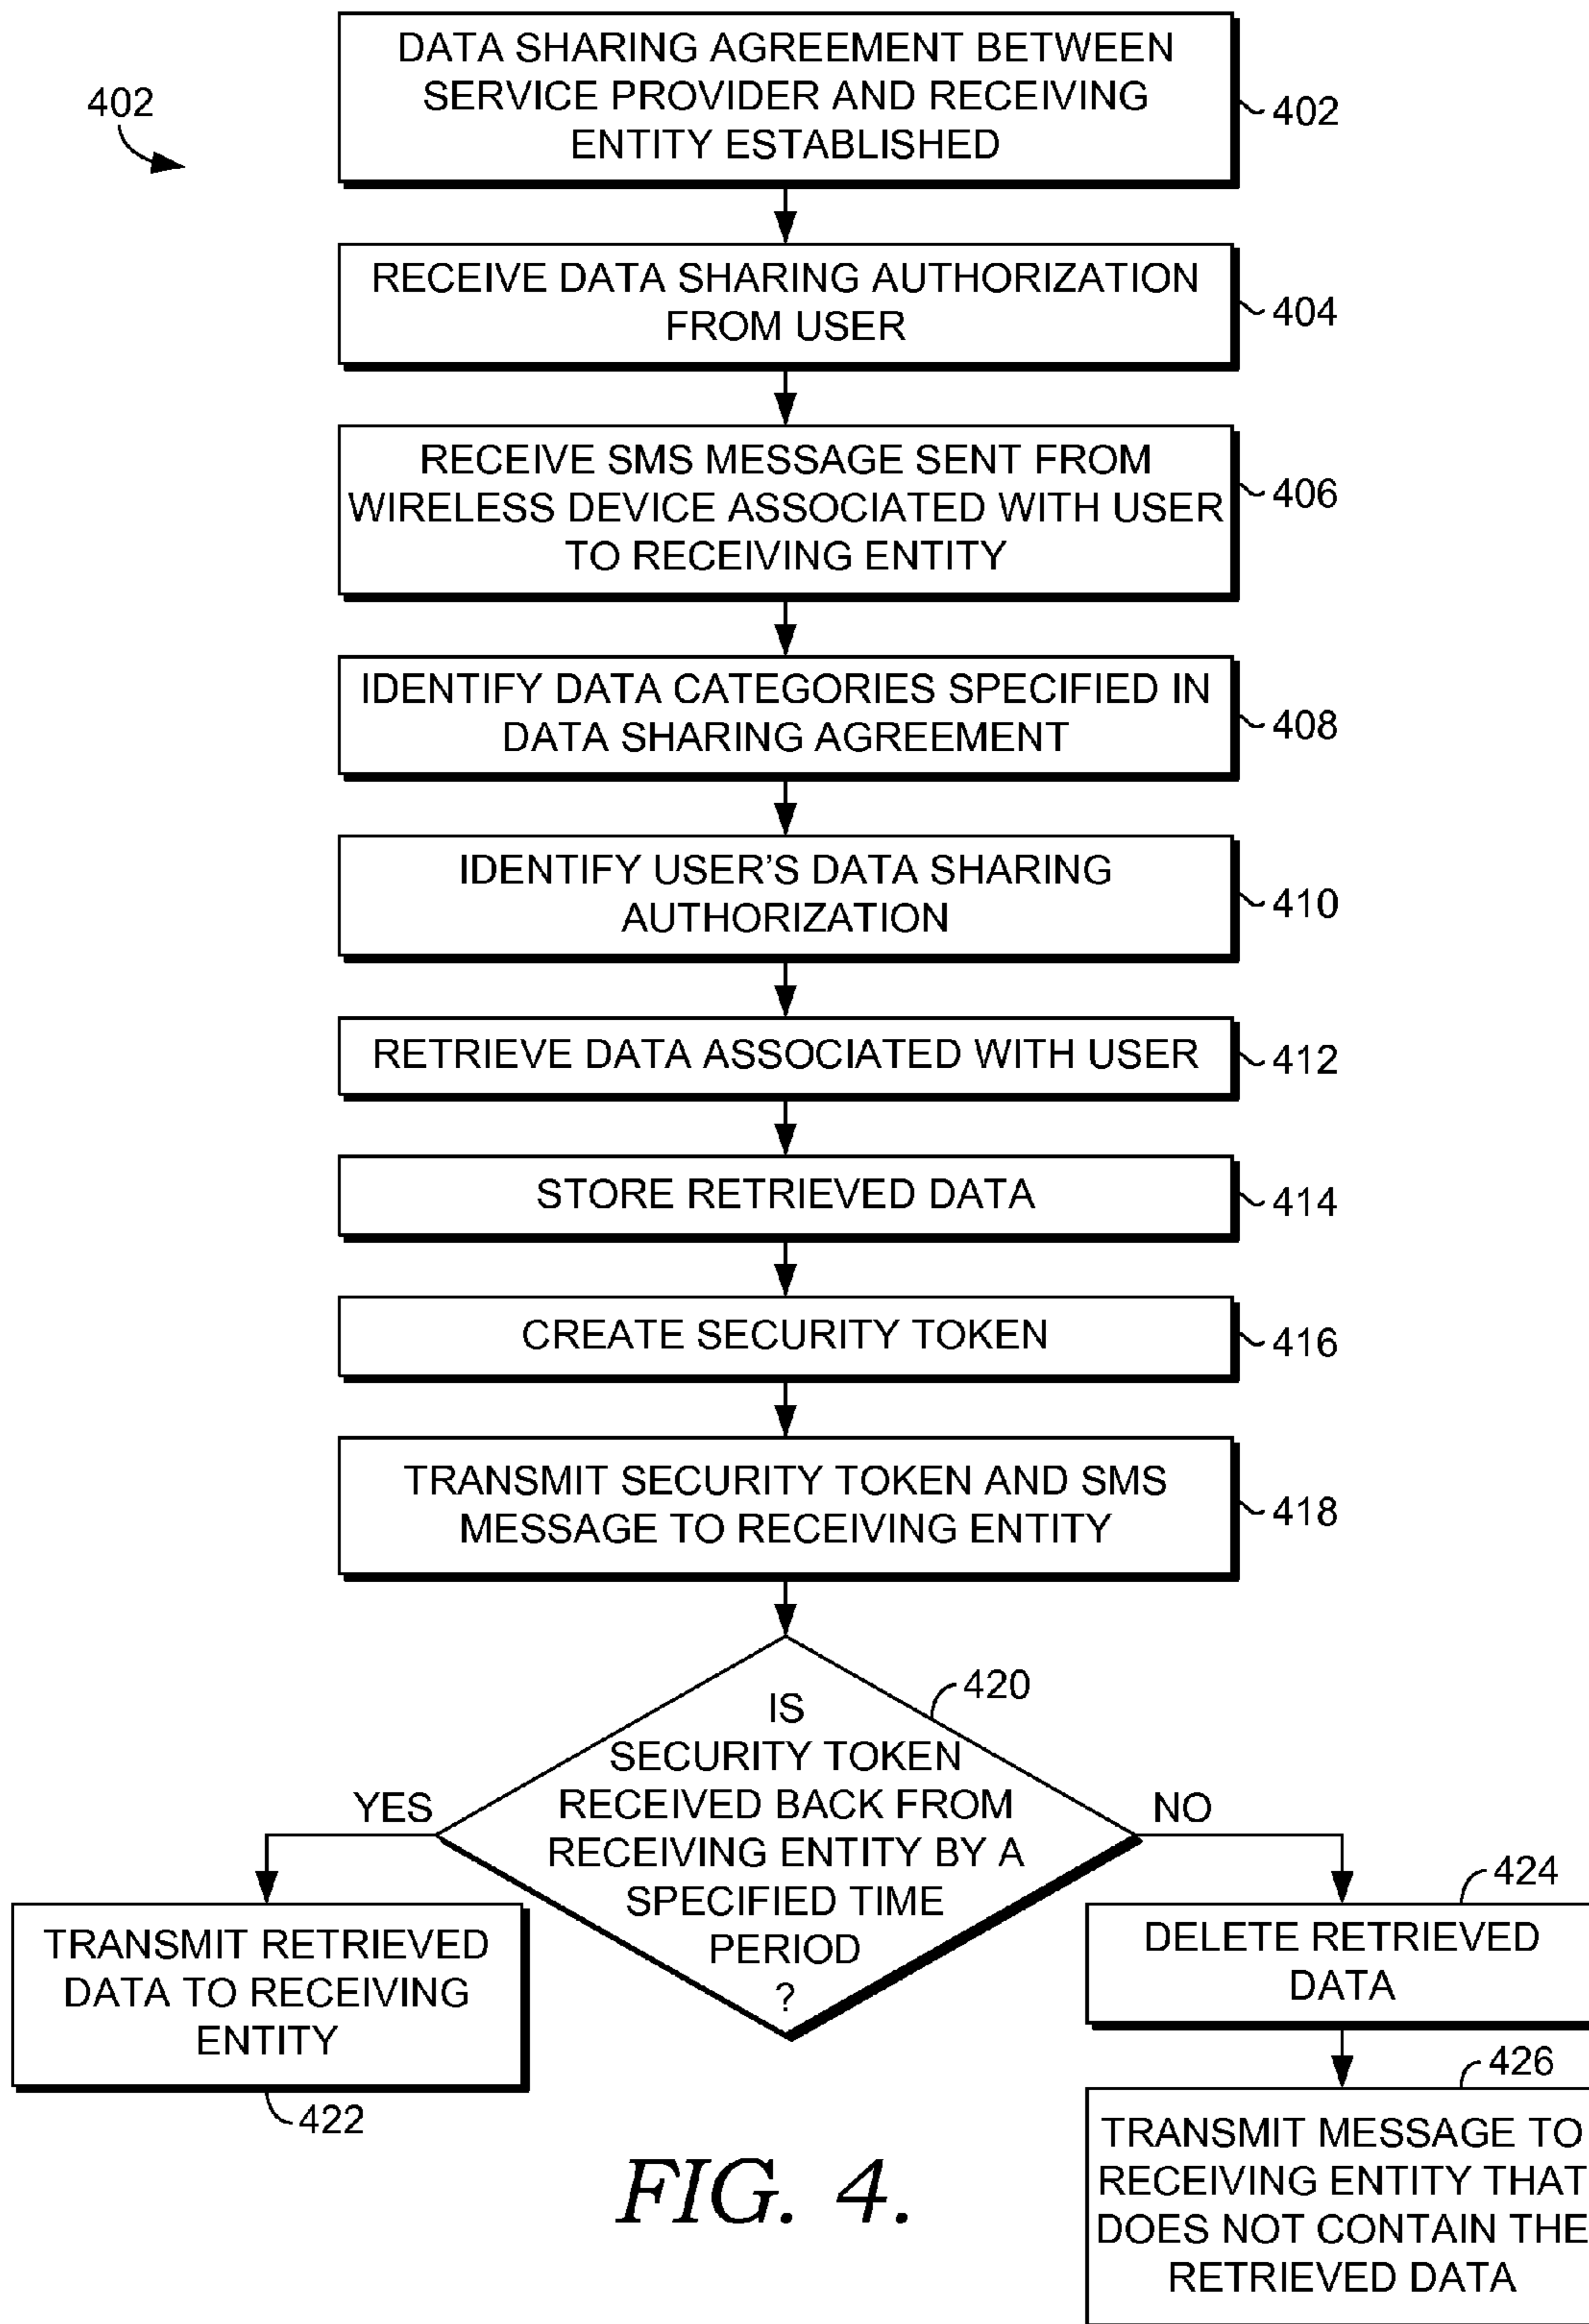 402
DATA SHARING AGREEMENT BETWEEN
SERVICE PROVIDER AND RECEIVING
ENTITY ESTABLISHED
402
RECEIVE DATA SHARING AUTHORIZATION
FROM USER
404
RECEIVE SMS MESSAGE SENT FROM
WIRELESS DEVICE ASSOCIATED WITH USER
TO RECEIVING ENTITY
406
IDENTIFY DATA CATEGORIES SPECIFIED IN
DATA SHARING AGREEMENT
408
IDENTIFY USER'S DATA SHARING
AUTHORIZATION
410
RETRIEVE DATA ASSOCIATED WITH USER
412
STORE RETRIEVED DATA
414
CREATE SECURITY TOKEN
416
TRANSMIT SECURITY TOKEN AND SMS
MESSAGE TO RECEIVING ENTITY
418
IS
SECURITY TOKEN
RECEIVED BACK FROM
RECEIVING ENTITY BY A
SPECIFIED TIME
PERIOD
?
420
YES
NO
TRANSMIT RETRIEVED
DATA TO RECEIVING
ENTITY
422
424
DELETE RETRIEVED
DATA
426
TRANSMIT MESSAGE TO
RECEIVING ENTITY THAT
DOES NOT CONTAIN THE
RETRIEVED DATA
FIG. 4.